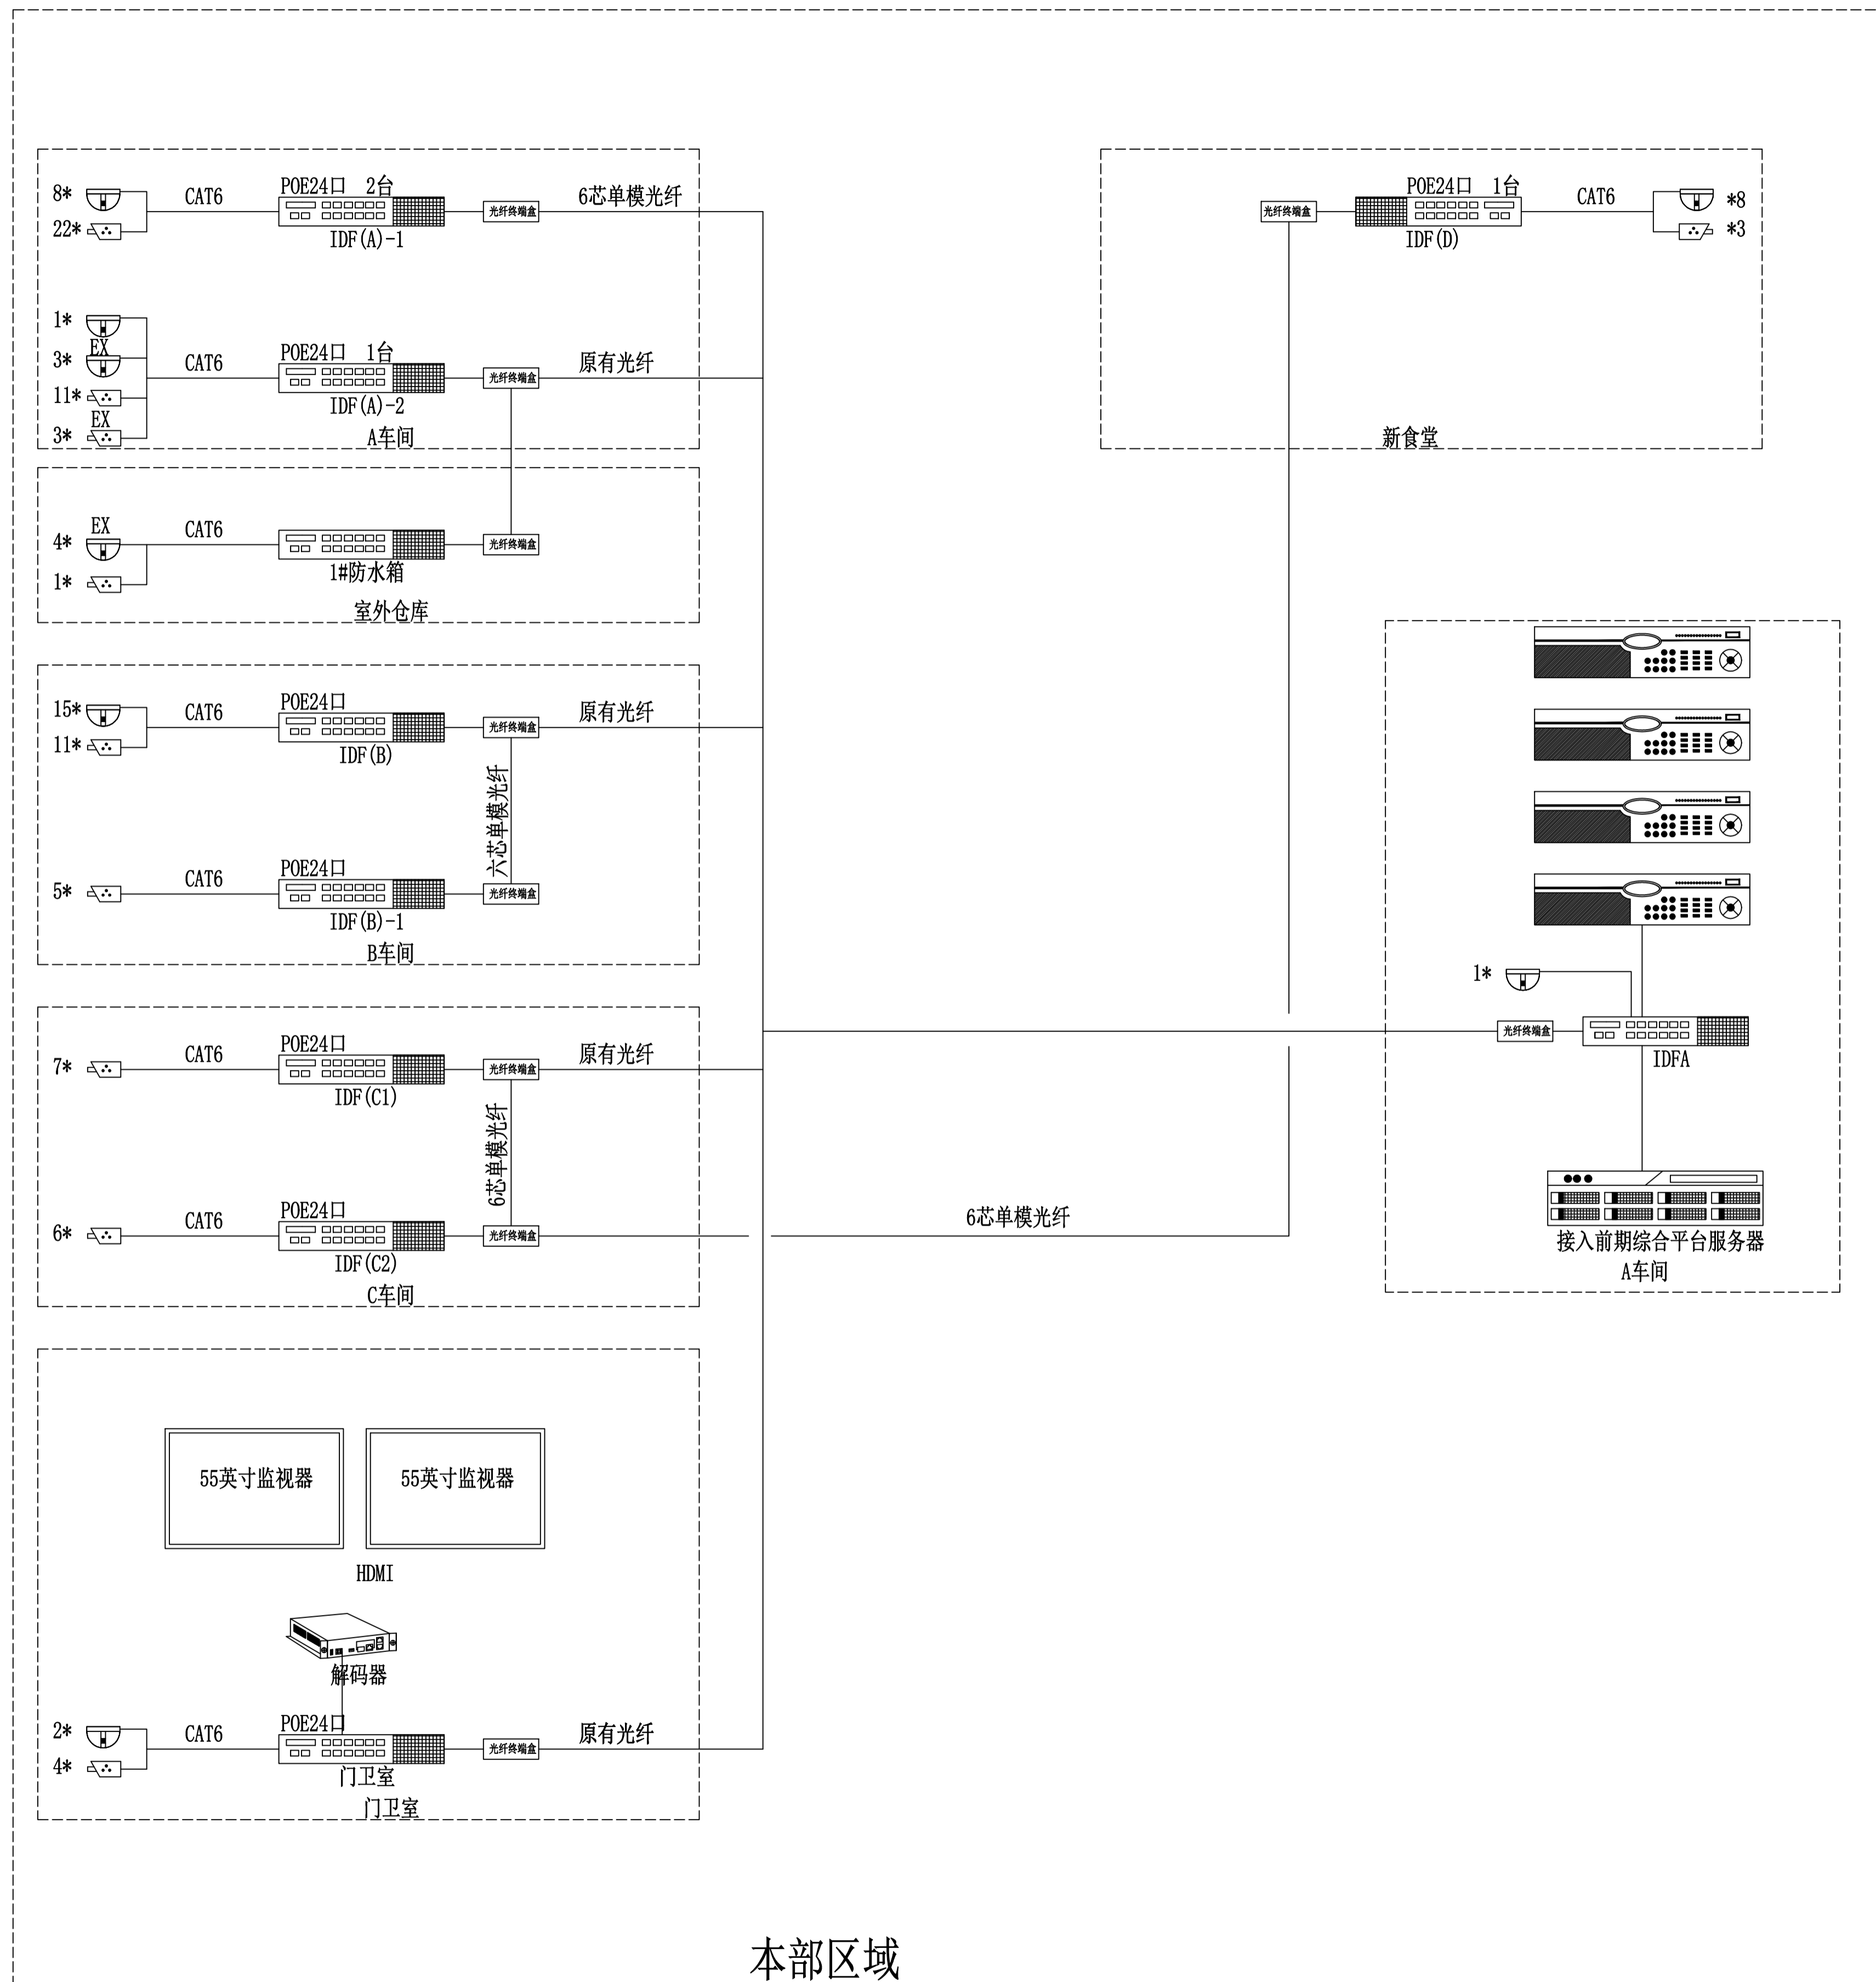 8*
CAT6
POE24口 2台
6芯单模光纤
22*
光纤终端盒
IDF(A)-1
1*
EX
3*
CAT6
POE24口 1台
原有光纤
11*
光纤终端盒
EX
IDF(A)-2
3*
A车间
EX
4*
CAT6
光纤终端盒
1*
1#防水箱
室外仓库
15*
CAT6
POE24口
原有光纤
11*
光纤终端盒
IDF(B)
六芯单模光纤
5*
CAT6
POE24口
光纤终端盒
IDF(B)-1
B车间
7*
CAT6
POE24口
原有光纤
光纤终端盒
IDF(C1)
6芯单模光纤
6*
CAT6
POE24口
光纤终端盒
6芯单模光纤
IDF(C2)
C车间
55英寸监视器
55英寸监视器
HDMI
解码器
2*
CAT6
POE24口
原有光纤
4*
光纤终端盒
门卫室
门卫室
光纤终端盒
POE24口 1台
CAT6
*8
*3
IDF(D)
新食堂
1*
光纤终端盒
IDFA
接入前期综合平台服务器
A车间
本部区域